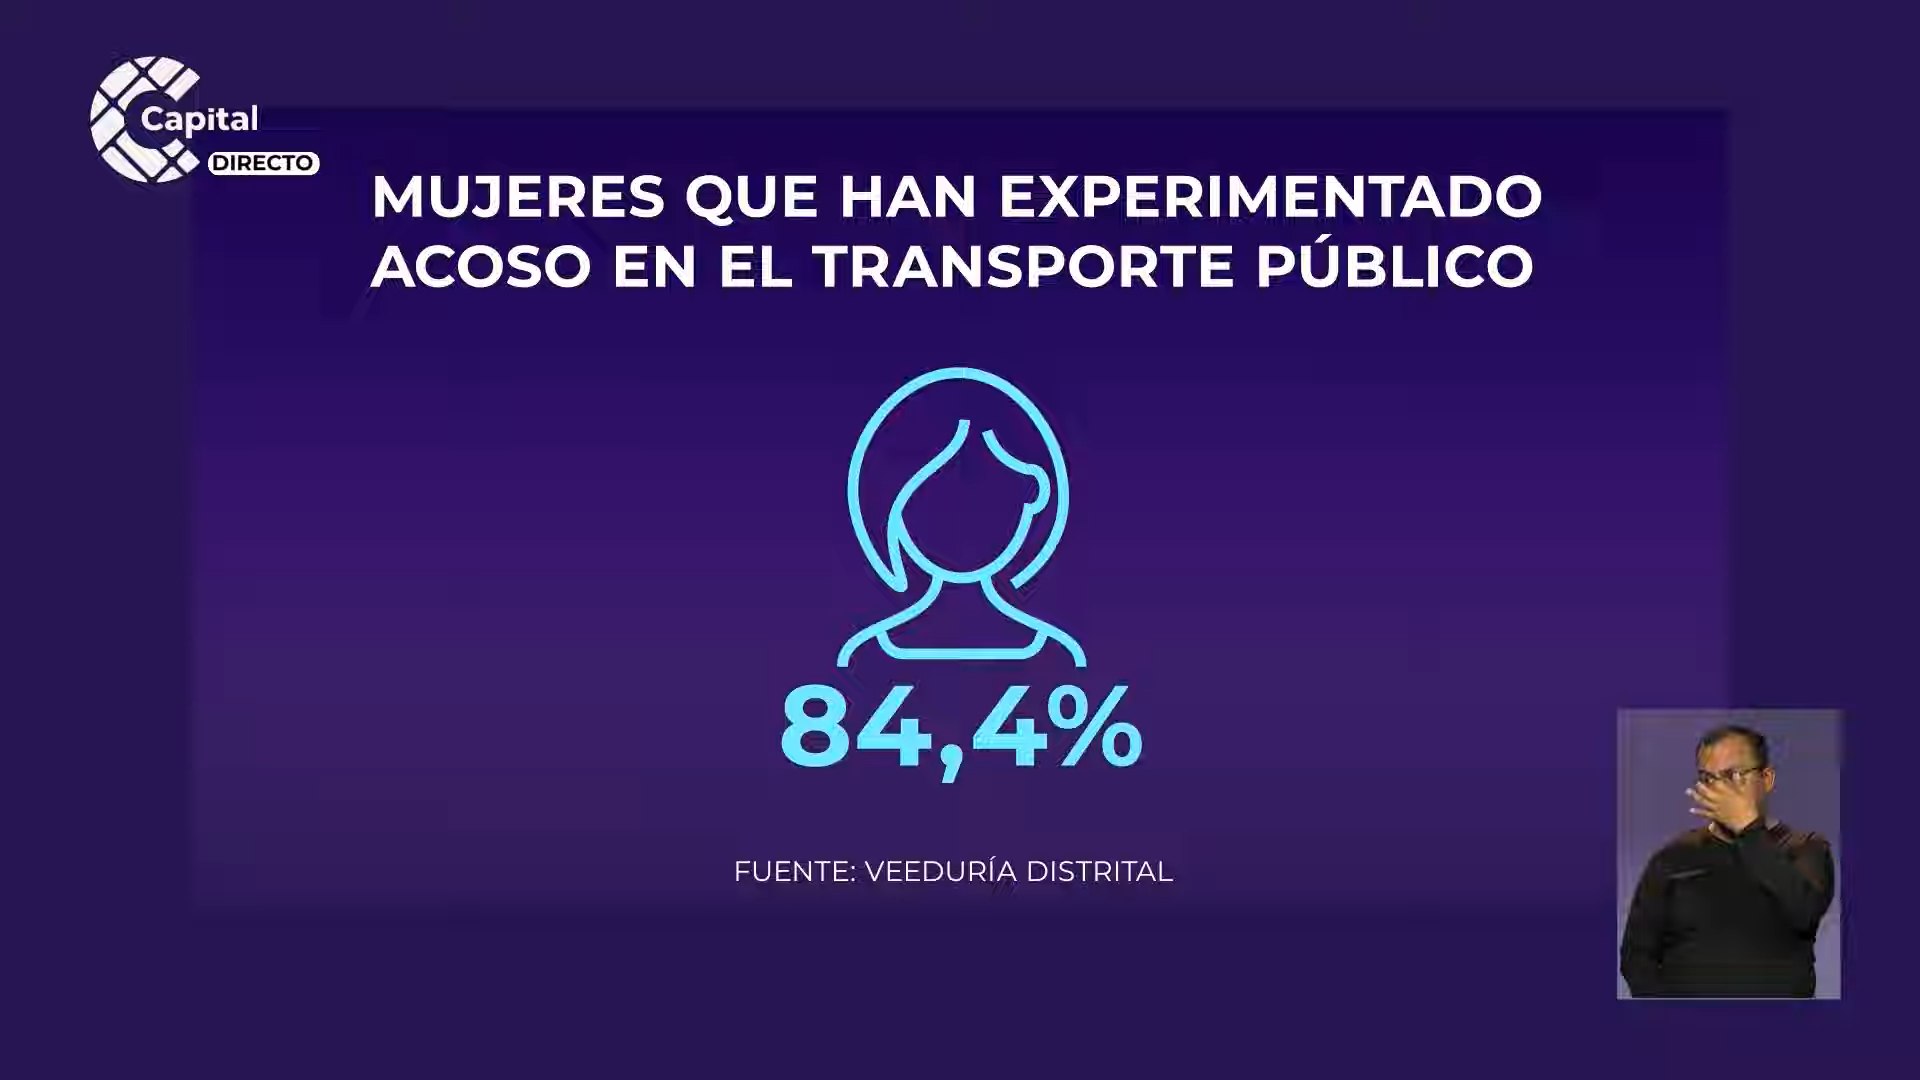 Capital
DIRECTO
MUJERES QUE HAN EXPERIMENTADO
ACOSO EN EL TRANSPORTE PÚBLICO
84,4%
FUENTE: VEEDURÍA DISTRITAL